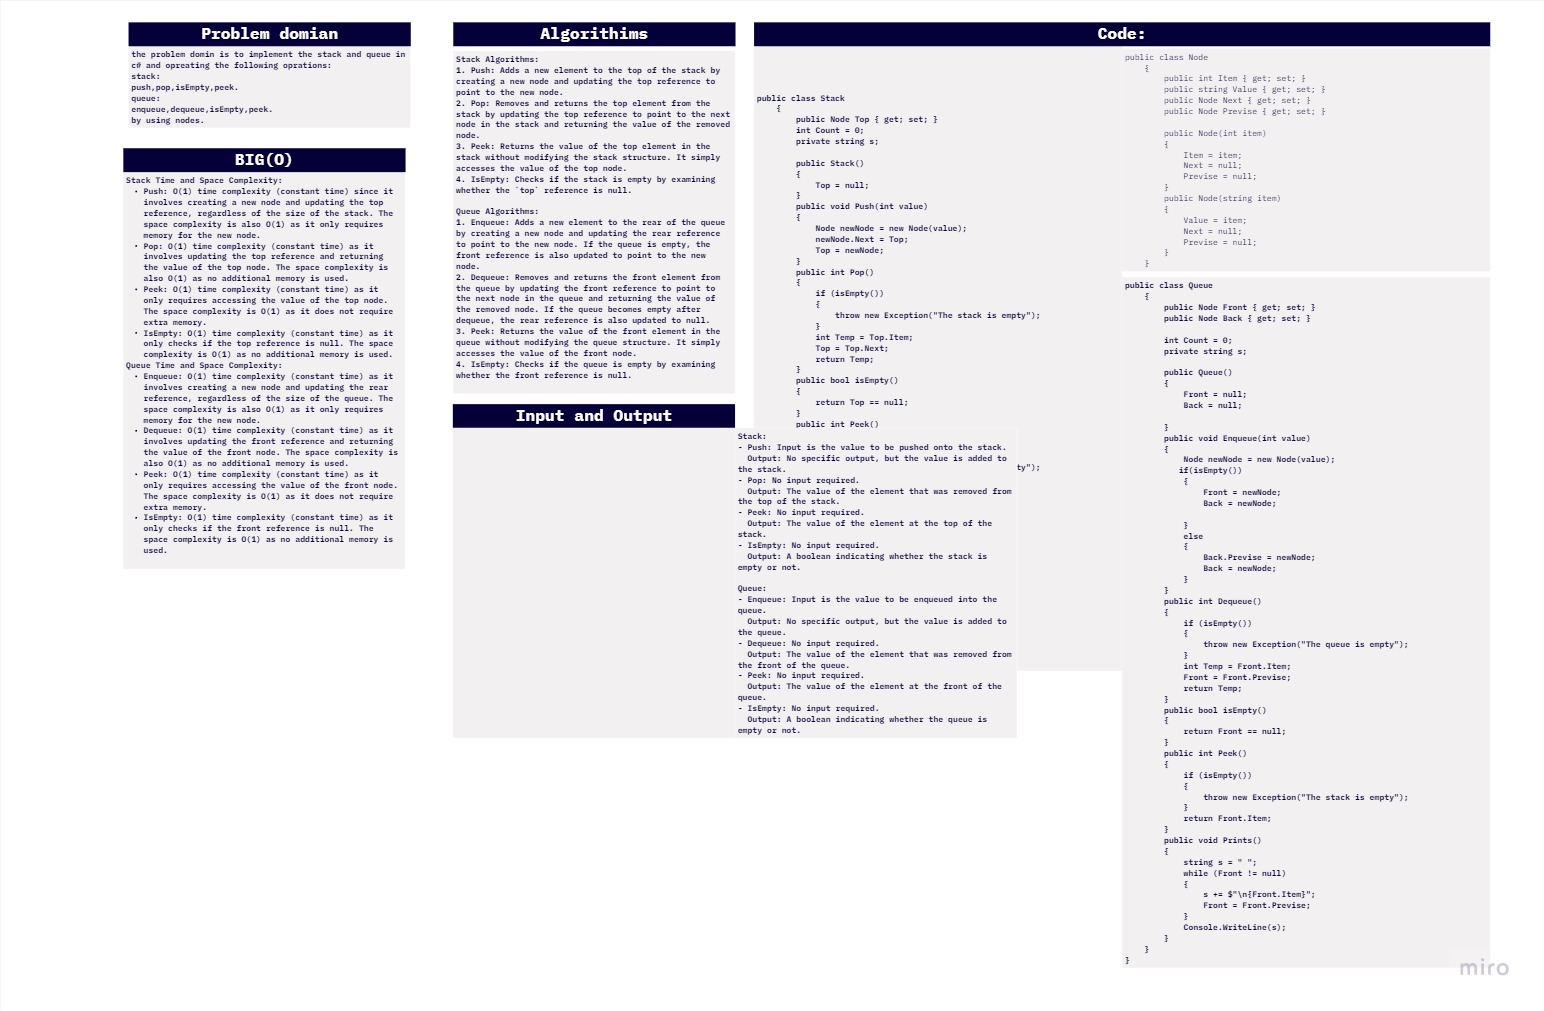 Problem domian
the problem domin is to implement the stack and queue in
c# and opreating the following oprations:
stack:
push,pop,isEmpty,peek.
queue:
enqueue,dequeue,isEmpty,peek.
by using nodes.
BIG(O)
Stack Time and Space Complexity:
• Push: O(1) time complexity (constant time) since it
involves creating a new node and updating the top
reference, regardless of the size of the stack. The
space complexity is also O(1) as it only requires
memory for the new node.
• Pop: O(1) time complexity (constant time) as it
involves updating the top reference and returning
the value of the top node. The space complexity is
also O(1) as no additional memory is used.
• Peek: O(1) time complexity (constant time) as it
only requires accessing the value of the top node.
The space complexity is O(1) as it does not require
extra memory.
• IsEmpty: O(1) time complexity (constant time) as it
only checks if the top reference is null. The space
complexity is O(1) as no additional memory is used.
Queue Time and Space Complexity:
• Enqueue: O(1) time complexity (constant time) as it
involves creating a new node and updating the rear
reference, regardless of the size of the queue. The
space complexity is also O(1) as it only requires
memory for the new node.
• Dequeue: O(1) time complexity (constant time) as it
involves updating the front reference and returning
the value of the front node. The space complexity is
also O(1) as no additional memory is used.
• Peek: O(1) time complexity (constant time) as it
only requires accessing the value of the front node.
The space complexity is O(1) as it does not require
extra memory.
• IsEmpty: O(1) time complexity (constant time) as it
only checks if the front reference is null. The
space complexity is O(1) as no additional memory is
used.
Algorithims
Stack Algorithms:
1. Push: Adds a new element to the top of the stack by
creating a new node and updating the top reference to
point to the new node.
2. Pop: Removes and returns the top element from the
stack by updating the top reference to point to the next
node in the stack and returning the value of the removed
node.
3. Peek: Returns the value of the top element in the
stack without modifying the stack structure. It simply
accesses the value of the top node.
4. IsEmpty: Checks if the stack is empty by examining
whether the `top` reference is null.
Queue Algorithms:
1. Enqueue: Adds a new element to the rear of the queue
by creating a new node and updating the rear reference
to point to the new node. If the queue is empty, the
front reference is also updated to point to the new
node.
2. Dequeue: Removes and returns the front element from
the queue by updating the front reference to point to
the next node in the queue and returning the value of
the removed node. If the queue becomes empty after
dequeue, the rear reference is also updated to null.
3. Peek: Returns the value of the front element in the
queue without modifying the queue structure. It simply
accesses the value of the front node.
4. IsEmpty: Checks if the queue is empty by examining
whether the front reference is null.
Input and Output
Stack:
- Push: Input is the value to be pushed onto the stack.
Output: No specific output, but the value is added to
the stack.
- Pop: No input required.
Output: The value of the element that was removed from
the top of the stack.
- Peek: No input required.
Output: The value of the element at the top of the
stack.
- IsEmpty: No input required.
Output: A boolean indicating whether the stack is
empty or not.
Queue:
- Enqueue: Input is the value to be enqueued into the
queue.
Output: No specific output, but the value is added to
the queue.
- Dequeue: No input required.
Output: The value of the element that was removed from
the front of the queue.
- Peek: No input required.
Output: The value of the element at the front of the
queue.
- IsEmpty: No input required.
Output: A boolean indicating whether the queue is
empty or not.
Code:
public class Stack
{
public Node Top { get; set; }
int Count = 0;
private string s;
public Stack()
{
Top = null;
}
public void Push(int value)
{
Node newNode = new Node(value);
newNode.Next = Top;
Top = newNode;
}
public int Pop()
{
if (isEmpty())
{
throw new Exception("The stack is empty");
}
int Temp = Top.Item;
Top = Top.Next;
return Temp;
}
public bool isEmpty()
{
return Top == null;
}
public int Peek()
ty");
public class Node
{
public int Item { get; set; }
public string Value { get; set; }
public Node Next { get; set; }
public Node Previse { get; set; }
public Node(int item)
{
Item = item;
Next = null;
Previse = null;
}
public Node(string item)
{
Value = item;
Next = null;
Previse = null;
}
}
public class Queue
{
public Node Front { get; set; }
public Node Back { get; set; }
int Count = 0;
private string s;
public Queue()
{
Front = null;
Back = null;
}
public void Enqueue(int value)
{
Node newNode = new Node(value);
if(isEmpty())
{
Front = newNode;
Back = newNode;
}
else
{
Back.Previse = newNode;
Back = newNode;
}
}
public int Dequeue()
{
if (isEmpty())
{
throw new Exception("The queue is empty");
}
int Temp = Front.Item;
Front = Front.Previse;
return Temp;
}
public bool isEmpty()
{
return Front == null;
}
public int Peek()
{
if (isEmpty())
{
throw new Exception("The stack is empty");
}
return Front.Item;
}
public void Prints()
{
string s = " ";
while (Front != null)
{
s += $"\n{Front.Item}";
Front = Front.Previse;
}
Console.WriteLine(s);
}
}
}
miro